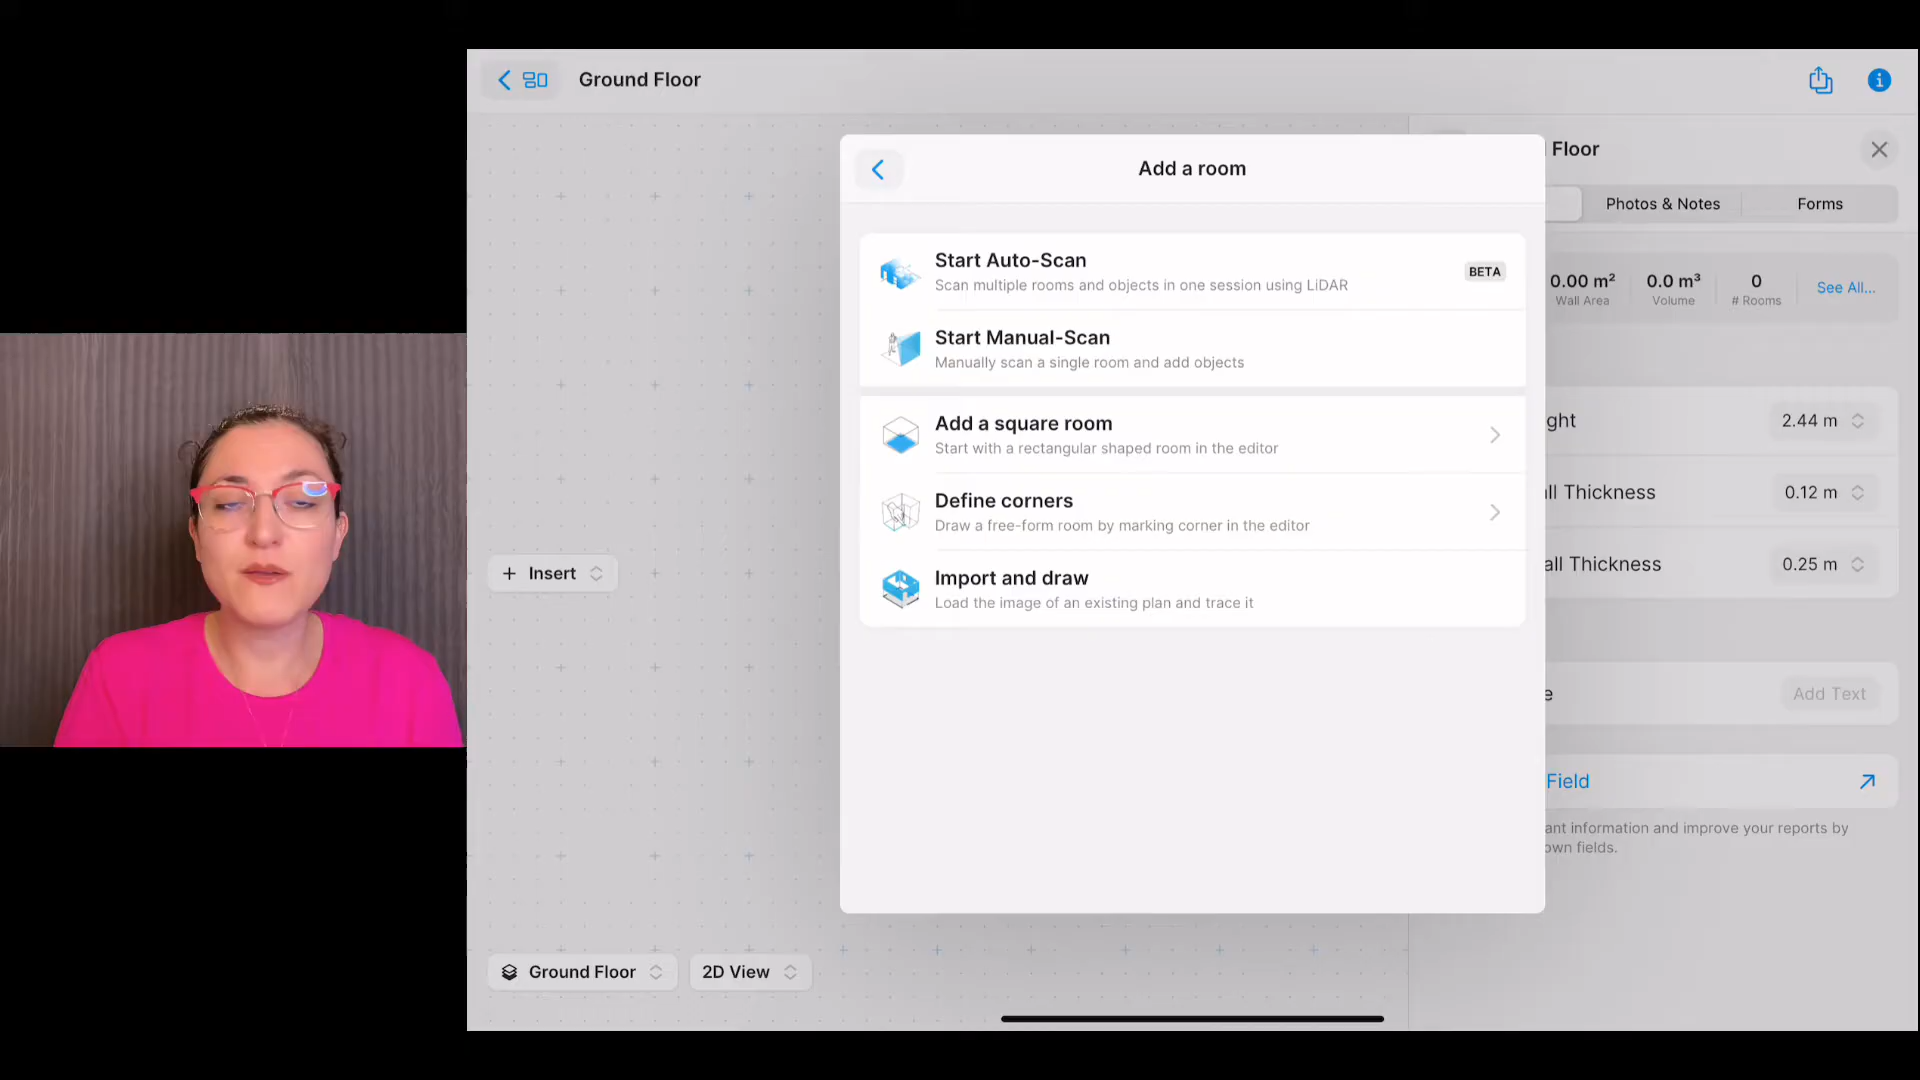 Ground Floor
Add a room
Start Auto-Scan
Scan multiple rooms and objects in one session using LiDAR
BETA
Start Manual-Scan
Manually scan a single room and add objects
Add a square room
Start with a rectangular shaped room in the editor
Define corners
Draw a free-form room by marking corner in the editor
Import and draw
Load the image of an existing plan and trace it
Floor
Photos & Notes
Forms
0.00 m²
Wall Area
0.0 m³
Volume
0
# Rooms
See All...
ght
2.44 m
ll Thickness
0.12 m
all Thickness
0.25 m
e
Add Text
Field
ant information and improve your reports by
own fields.
+ Insert
Ground Floor
2D View